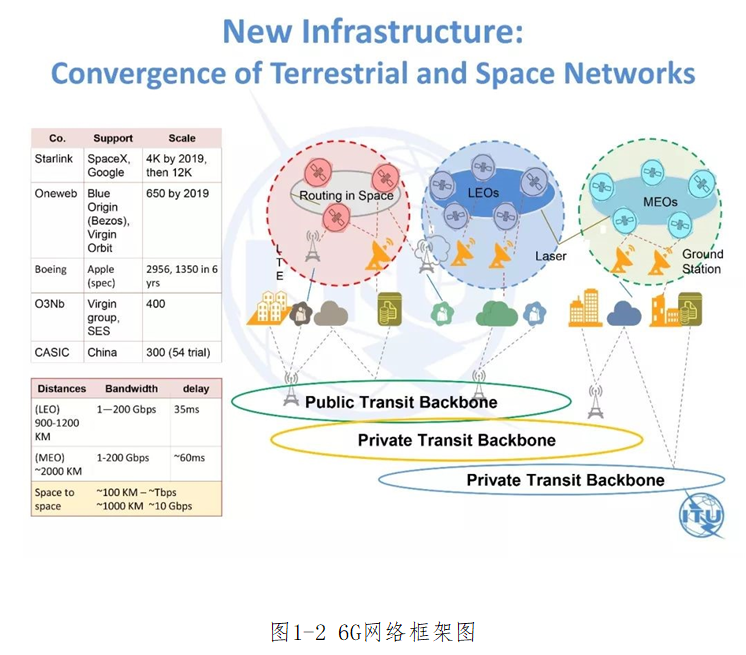 New Infrastructure:
Convergence of Terrestrial and Space Networks
Co. Support Scale
Starlink SpaceX, Google 4K by 2019, then 12K
Oneweb Blue Origin (Bezos), Virgin Orbit 650 by 2019
Boeing Apple (spec) 2956, 1350 in 6 yrs
O3Nb Virgin group, SES 400
CASIC China 300 (54 trial)
Distances Bandwidth delay
(LEO) 900-1200 KM 1—200 Gbps 35ms
(MEO) ~2000 KM 1-200 Gbps ~60ms
Space to space ~100 KM – ~Tbps
~1000 KM ~10 Gbps
Routing in Space
LEOs
MEOs
LTE
Laser
Ground
Station
Public Transit Backbone
Private Transit Backbone
Private Transit Backbone
ITU
图1-2 6G网络框架图